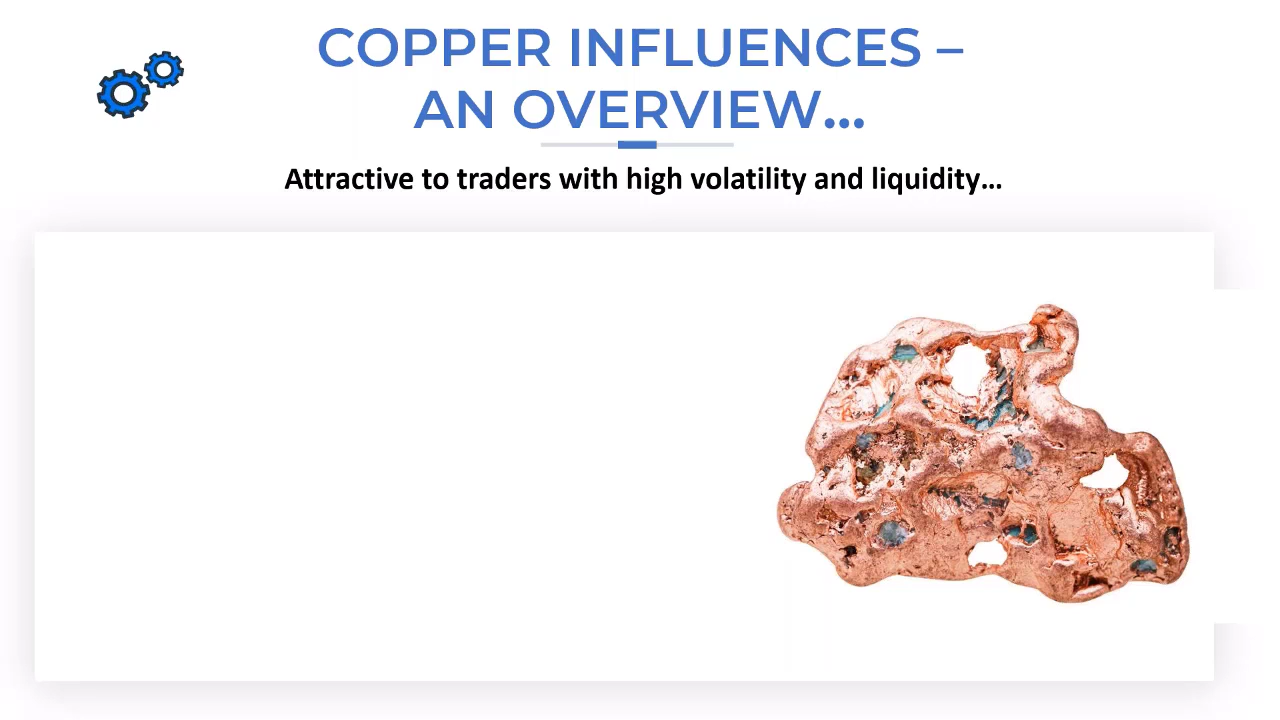 COPPER INFLUENCES –
AN OVERVIEW...
Attractive to traders with high volatility and liquidity...